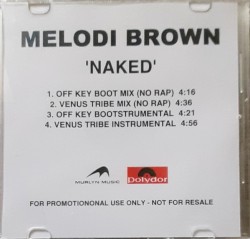 MELODI BROWN
'NAKED'
1. OFF KEY BOOT MIX (NO RAP) 4:16
2. VENUS TRIBE MIX (NO RAP) 4:36
3. OFF KEY BOOTSTRUMENTAL 4:21
4. VENUS TRIBE INSTRUMENTAL 4:56
MURLYN MUSIC
Polydor
FOR PROMOTIONONAL USE ONLY - NOT FOR RESALE